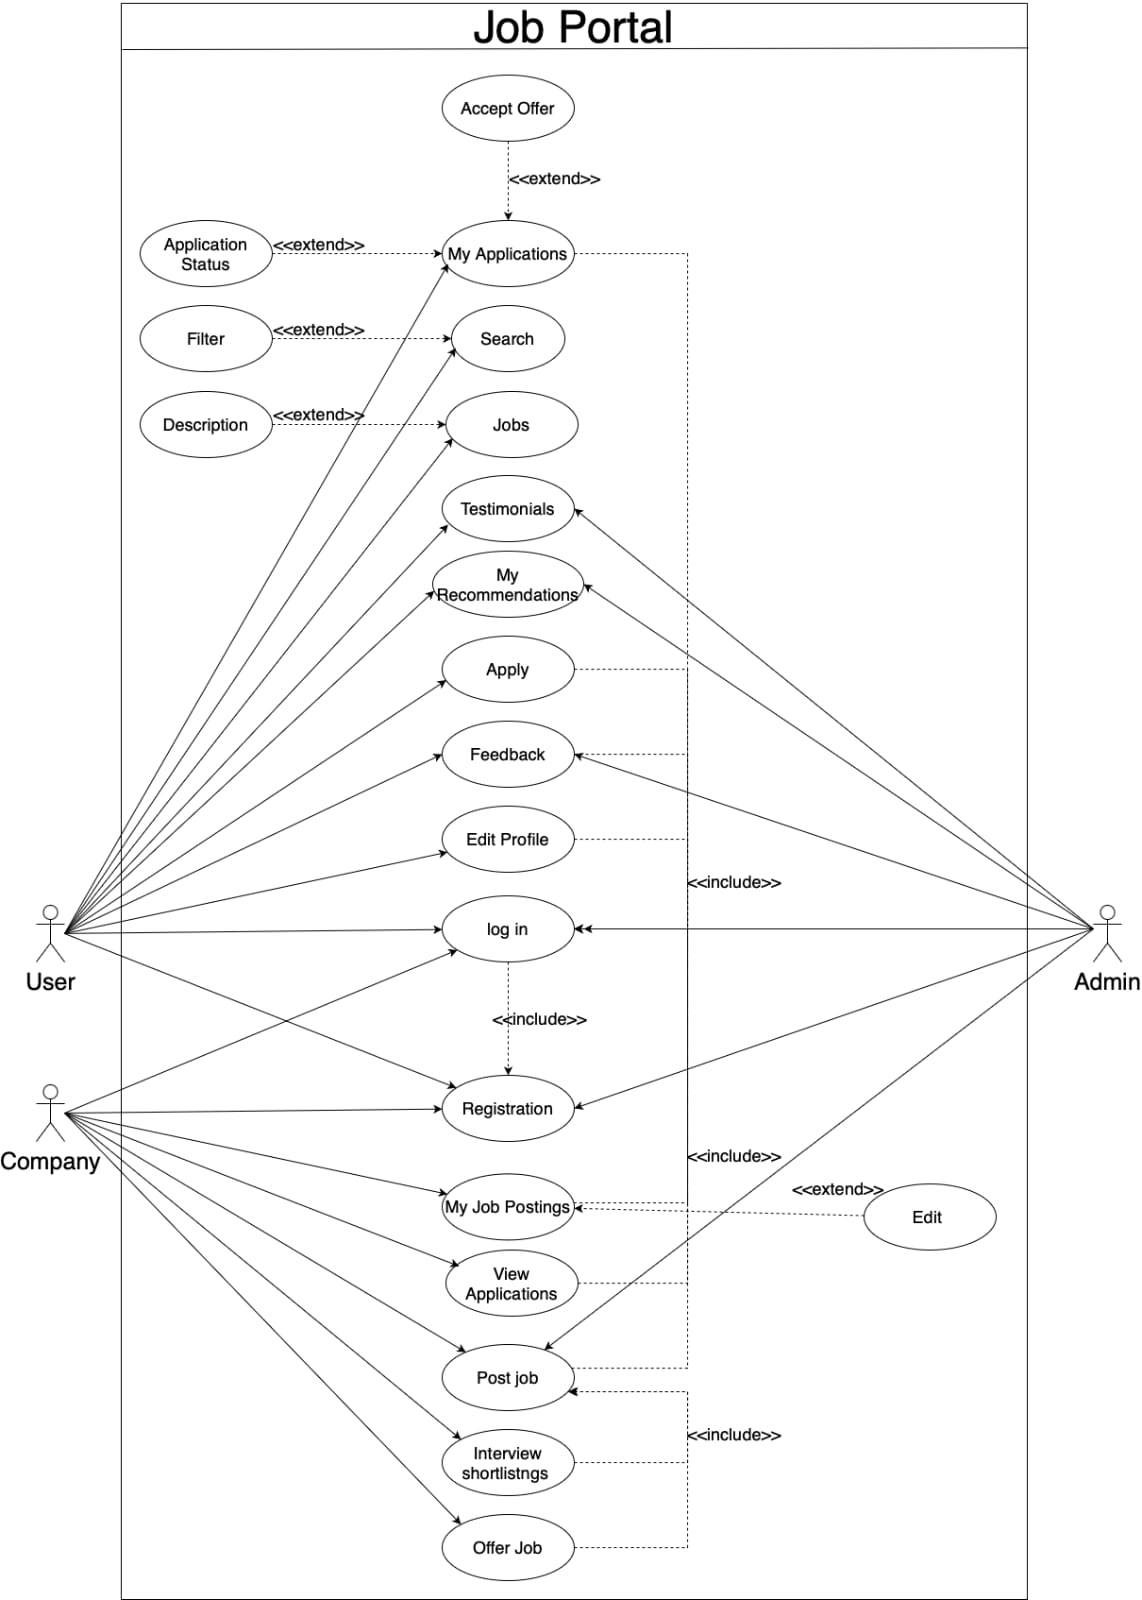 Job Portal
Accept Offer
<<extend>>
Application
Status
<<extend>>
My Applications
Filter
<<extend>>
Search
Description
<<extend>>
Jobs
Testimonials
My
Recommendations
Apply
Feedback
Edit Profile
<<include>>
log in
User
Admin
<<include>>
Registration
Company
<<include>>
<<extend>>
My Job Postings
Edit
View
Applications
Post job
<<include>>
Interview
shortlistngs
Offer Job